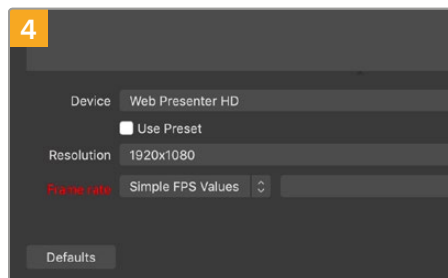 4
Device Web Presenter HD
Use Preset
Resolution 1920x1080
Frame rate Simple FPS Values
Defaults